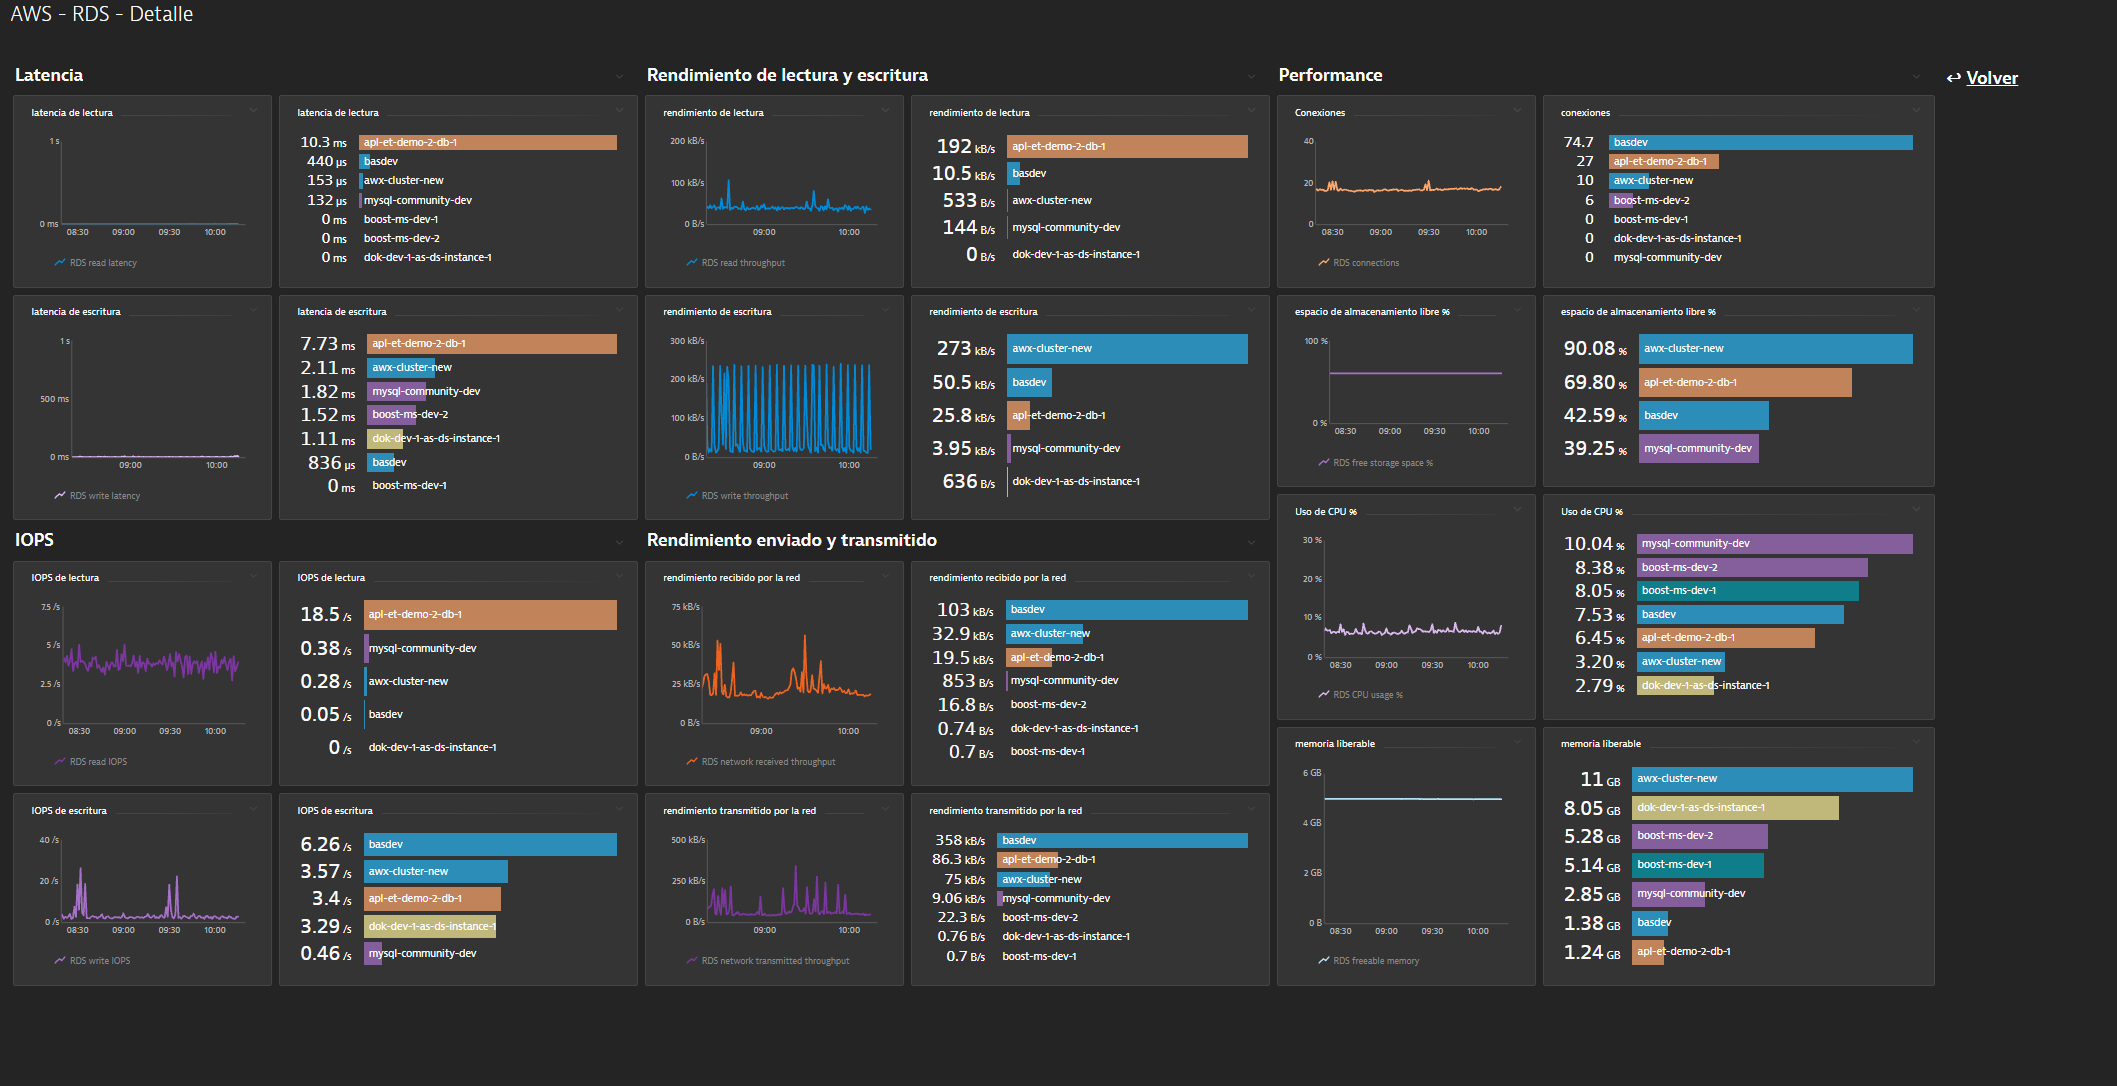 AWS - RDS - Detalle
Latencia
Rendimiento de lectura y escritura
Performance
↩ Volver
latencia de lectura
1 s
0 ms
08:30 09:00 09:30 10:00
RDS read latency
latencia de lectura
10.3 ms apl-et-demo-2-db-1
440 µs basdev
153 µs awx-cluster-new
132 µs mysql-community-dev
0 ms boost-ms-dev-1
0 ms boost-ms-dev-2
0 ms dok-dev-1-as-ds-instance-1
rendimiento de lectura
200 kB/s
100 kB/s
0 B/s
09:00 10:00
RDS read throughput
rendimiento de lectura
192 kB/s apl-et-demo-2-db-1
10.5 kB/s basdev
533 B/s awx-cluster-new
144 B/s mysql-community-dev
0 B/s dok-dev-1-as-ds-instance-1
Conexiones
40
20
0
08:30 09:00 09:30 10:00
RDS connections
conexiones
74.7 basdev
27 apl-et-demo-2-db-1
10 awx-cluster-new
6 boost-ms-dev-2
0 boost-ms-dev-1
0 dok-dev-1-as-ds-instance-1
0 mysql-community-dev
latencia de escritura
1 s
500 ms
0 ms
09:00 10:00
RDS write latency
latencia de escritura
7.73 ms apl-et-demo-2-db-1
2.11 ms awx-cluster-new
1.82 ms mysql-community-dev
1.52 ms boost-ms-dev-2
1.11 ms dok-dev-1-as-ds-instance-1
836 µs basdev
0 ms boost-ms-dev-1
rendimiento de escritura
300 kB/s
200 kB/s
100 kB/s
0 B/s
09:00 10:00
RDS write throughput
rendimiento de escritura
273 kB/s awx-cluster-new
50.5 kB/s basdev
25.8 kB/s apl-et-demo-2-db-1
3.95 kB/s mysql-community-dev
636 B/s dok-dev-1-as-ds-instance-1
espacio de almacenamiento libre %
100 %
0 %
08:30 09:00 09:30 10:00
RDS free storage space %
espacio de almacenamiento libre %
90.08 % awx-cluster-new
69.80 % apl-et-demo-2-db-1
42.59 % basdev
39.25 % mysql-community-dev
IOPS
Rendimiento enviado y transmitido
IOPS de lectura
7.5 /s
5 /s
2.5 /s
0 /s
08:30 09:00 09:30 10:00
RDS read IOPS
IOPS de lectura
18.5 /s apl-et-demo-2-db-1
0.38 /s mysql-community-dev
0.28 /s awx-cluster-new
0.05 /s basdev
0 /s dok-dev-1-as-ds-instance-1
rendimiento recibido por la red
75 kB/s
50 kB/s
25 kB/s
0 B/s
09:00 10:00
RDS network received throughput
rendimiento recibido por la red
103 kB/s basdev
32.9 kB/s awx-cluster-new
19.5 kB/s apl-et-demo-2-db-1
853 B/s mysql-community-dev
16.8 B/s boost-ms-dev-2
0.74 B/s dok-dev-1-as-ds-instance-1
0.7 B/s boost-ms-dev-1
Uso de CPU %
30 %
20 %
10 %
0 %
08:30 09:00 09:30 10:00
RDS CPU usage %
Uso de CPU %
10.04 % mysql-community-dev
8.38 % boost-ms-dev-2
8.05 % boost-ms-dev-1
7.53 % basdev
6.45 % apl-et-demo-2-db-1
3.20 % awx-cluster-new
2.79 % dok-dev-1-as-ds-instance-1
IOPS de escritura
40 /s
20 /s
0 /s
08:30 09:00 09:30 10:00
RDS write IOPS
IOPS de escritura
6.26 /s basdev
3.57 /s awx-cluster-new
3.4 /s apl-et-demo-2-db-1
3.29 /s dok-dev-1-as-ds-instance-1
0.46 /s mysql-community-dev
rendimiento transmitido por la red
500 kB/s
250 kB/s
0 B/s
09:00 10:00
RDS network transmitted throughput
rendimiento transmitido por la red
358 kB/s basdev
86.3 kB/s apl-et-demo-2-db-1
75 kB/s awx-cluster-new
9.06 kB/s mysql-community-dev
22.3 B/s boost-ms-dev-2
0.76 B/s dok-dev-1-as-ds-instance-1
0.7 B/s boost-ms-dev-1
memoria liberable
6 GB
4 GB
2 GB
0 B
08:30 09:00 09:30 10:00
RDS freeable memory
memoria liberable
11 GB awx-cluster-new
8.05 GB dok-dev-1-as-ds-instance-1
5.28 GB boost-ms-dev-2
5.14 GB boost-ms-dev-1
2.85 GB mysql-community-dev
1.38 GB basdev
1.24 GB apl-et-demo-2-db-1